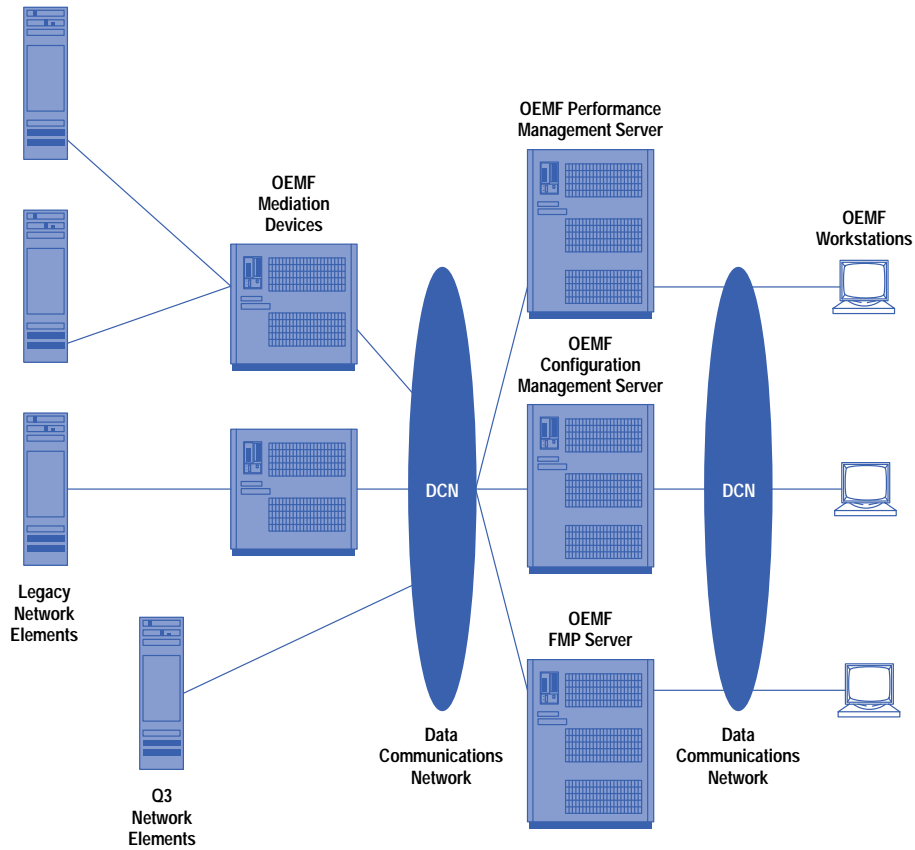 OEMF Performance
Management Server
OEMF
Mediation
Devices
OEMF
Workstations
OEMF
Configuration
Management Server
DCN
DCN
Legacy
Network
Elements
OEMF
FMP Server
Data
Communications
Network
Data
Communications
Network
Q3
Network
Elements